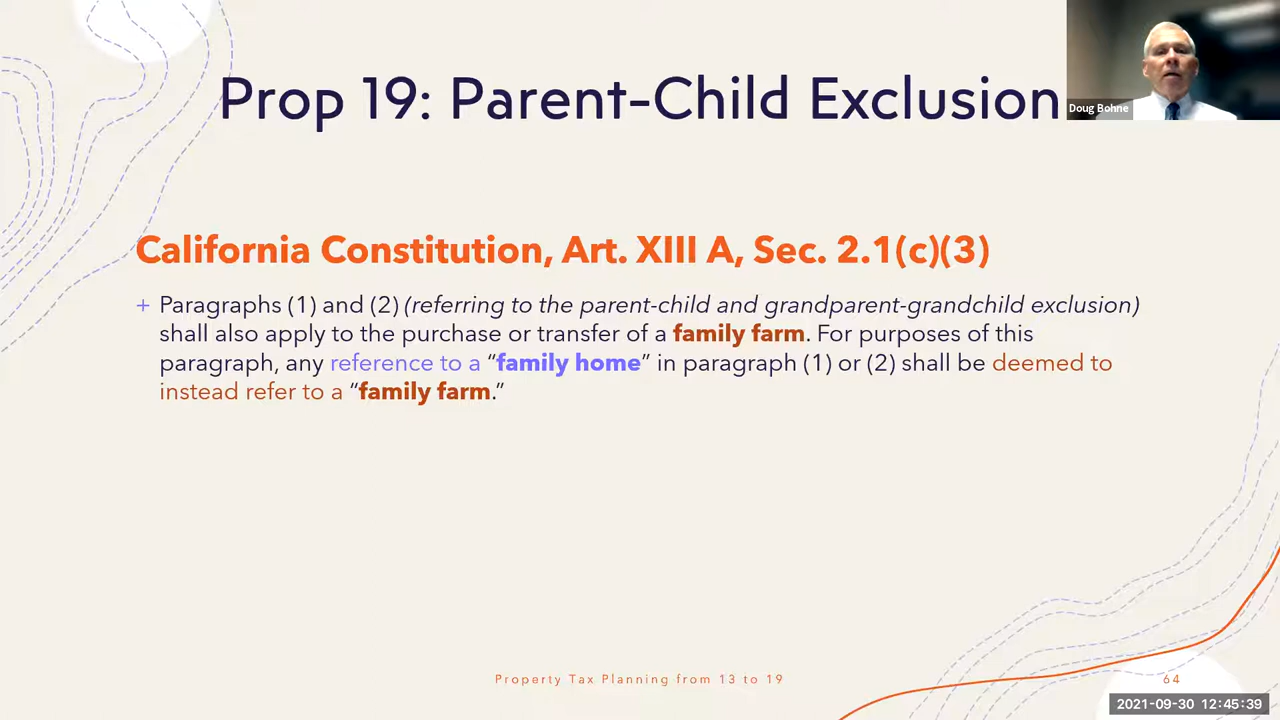 Prop 19: Parent-Child Exclusion
Doug Bohne
California Constitution, Art. XIII A, Sec. 2.1(c)(3)
+ Paragraphs (1) and (2) (referring to the parent-child and grandparent-grandchild exclusion)
shall also apply to the purchase or transfer of a family farm. For purposes of this
paragraph, any reference to a “family home” in paragraph (1) or (2) shall be deemed to
instead refer to a “family farm.”
Property Tax Planning from 13 to 19
64
2021-09-30 12:45:39